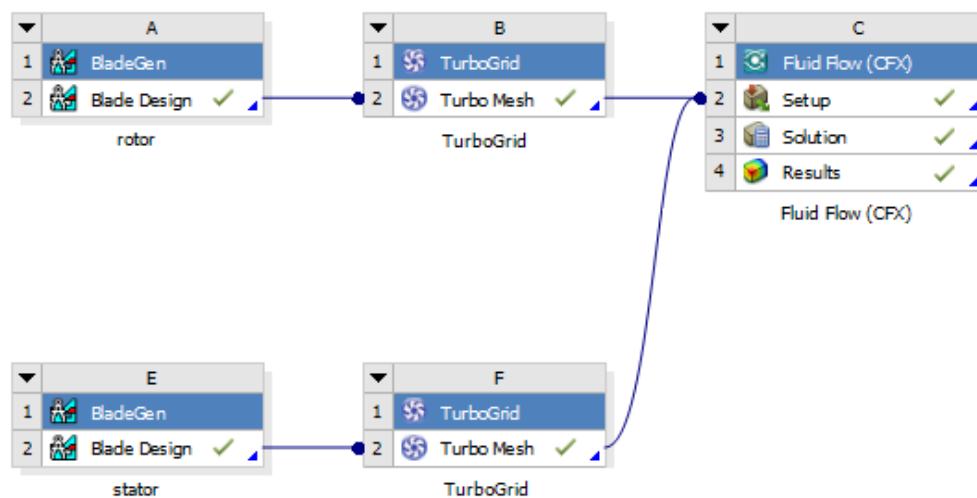 A
1 BladeGen
2 Blade Design
rotor
B
1 TurboGrid
2 Turbo Mesh
TurboGrid
C
1 Fluid Flow (CFX)
2 Setup
3 Solution
4 Results
Fluid Flow (CFX)
E
1 BladeGen
2 Blade Design
stator
F
1 TurboGrid
2 Turbo Mesh
TurboGrid